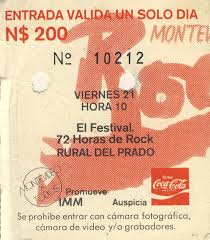 ENTRADA VALIDA UN SOLO DIA
N$ 200
MONTEV
Nº 10212
VIERNES 21
HORA 10
El Festival.
72 Horas de Rock
RURAL DEL PRADO
Promueve
IMM
Auspicia
Coca-Cola
Se prohibe entrar con cámara fotográfica,
cámara de video y/o grabadores.